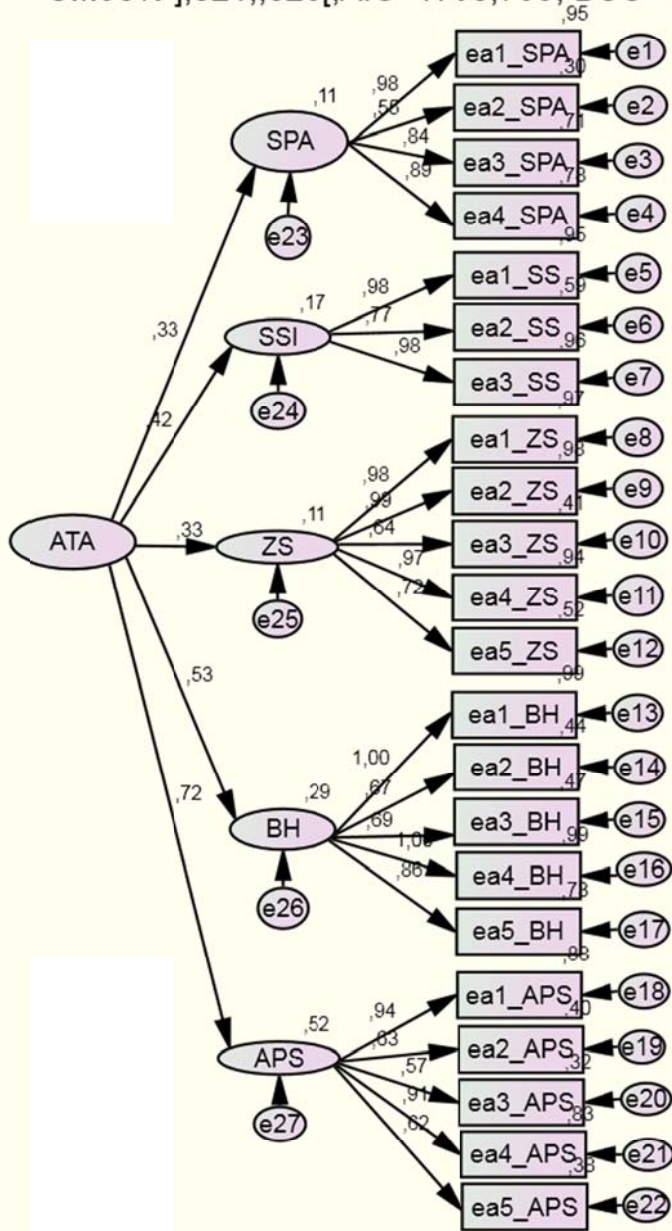 ,95
ea1_SPA
e1
,30
,98
,11
,55
ea2_SPA
e2
,71
SPA
,84
ea3_SPA
e3
,78
,89
ea4_SPA
e4
e23
,95
ea1_SS
e5
,59
,98
,17
,77
ea2_SS
e6
,96
,33
SSI
,98
ea3_SS
e7
,97
e24
,42
ea1_ZS
e8
,98
,98
,99
ea2_ZS
e9
,41
,11
,64
ATA
,33
ZS
ea3_ZS
e10
,94
,97
ea4_ZS
e11
,52
,72
e25
ea5_ZS
e12
,99
,53
ea1_BH
e13
,44
1,00
,67
ea2_BH
e14
,47
,72
,29
,69
BH
ea3_BH
e15
,99
1,00
,86
ea4_BH
e16
,73
e26
ea5_BH
e17
,88
ea1_APS
e18
,40
,94
,52
,63
ea2_APS
e19
,32
APS
,57
ea3_APS
e20
,83
,91
,62
e27
ea4_APS
e21
,38
ea5_APS
e22